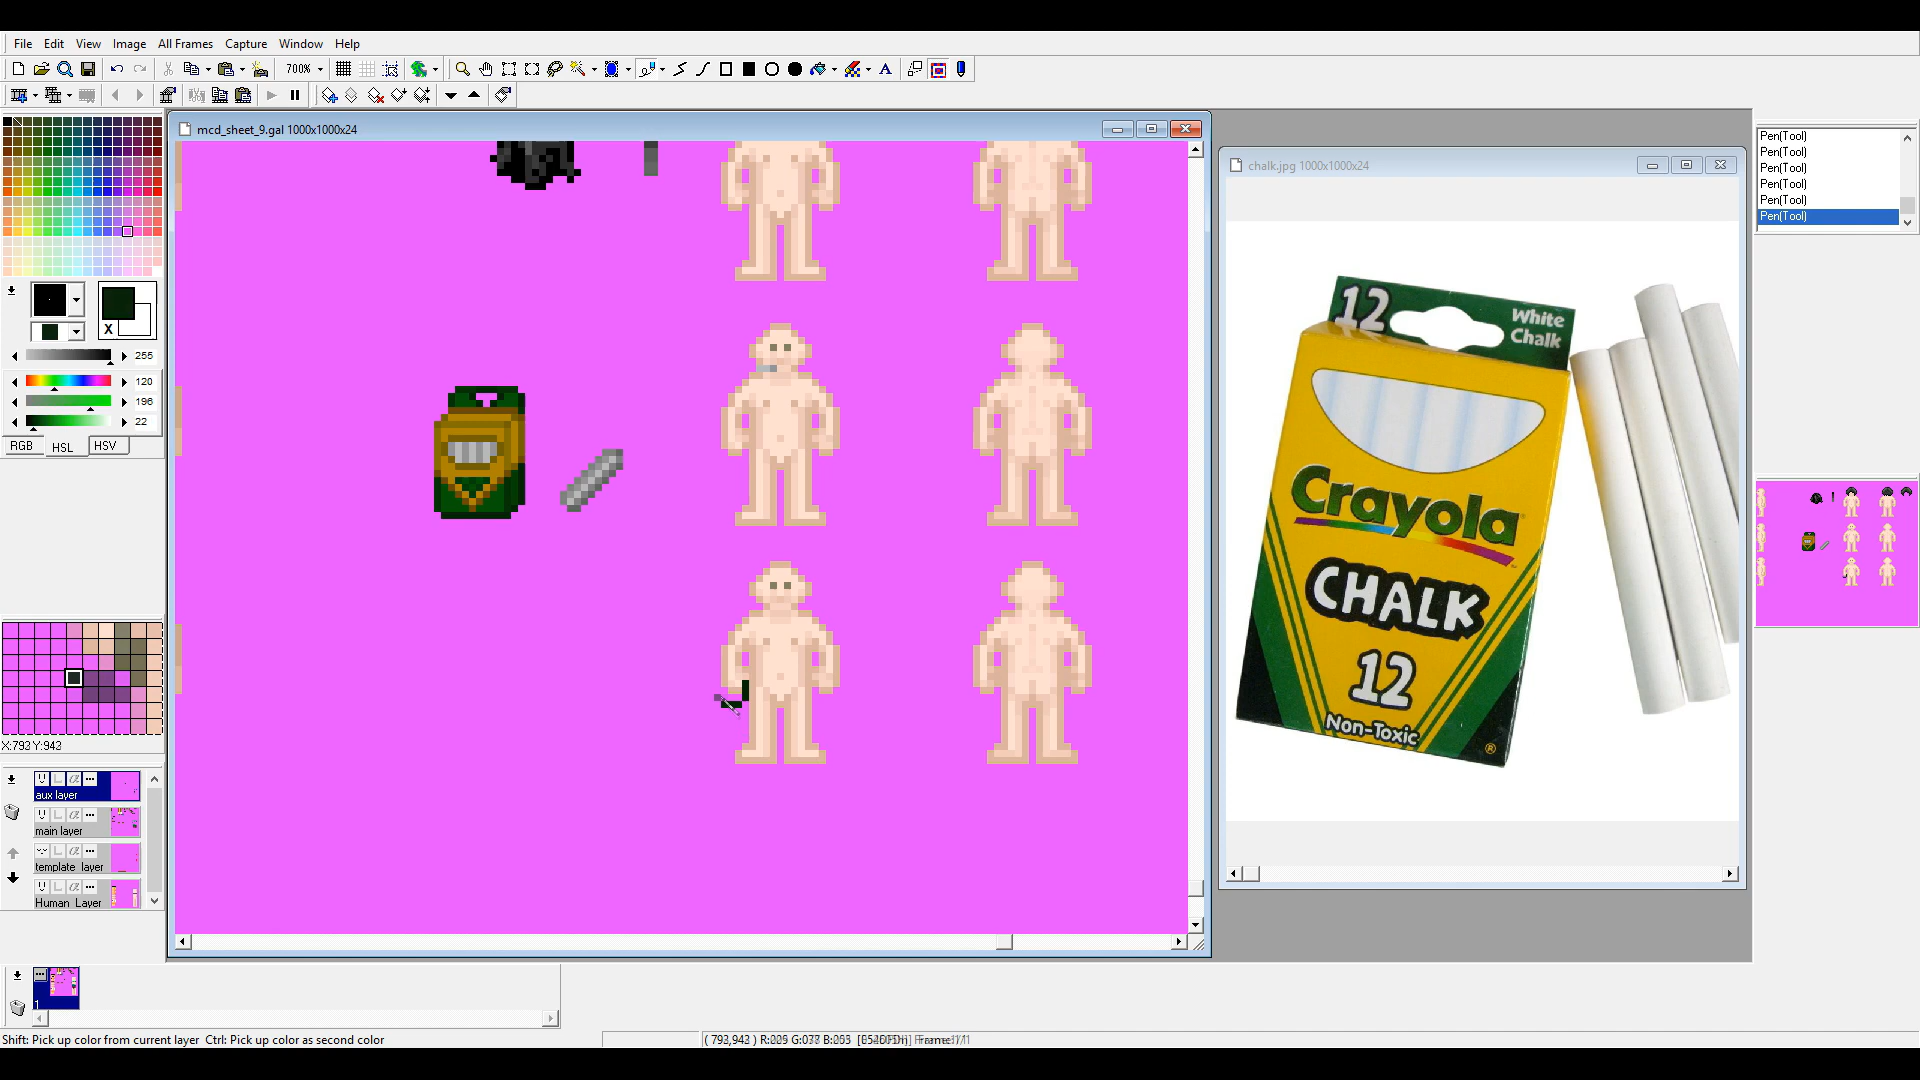 File Edit View Image All Frames Capture Window Help
700%
mcd_sheet_9.gal 1000x1000x24
chalk.jpg 1000x1000x24
Pen(Tool)
Pen(Tool)
Pen(Tool)
Pen(Tool)
Pen(Tool)
Pen(Tool)
X
255
120
196
22
RGB HSL HSV
12
White
Chalk
Crayola
CHALK
12
Non-Toxic
®
X:793 Y:943
aux layer
main layer
template layer
Human Layer
1
Shift: Pick up color from current layer Ctrl: Pick up color as second color